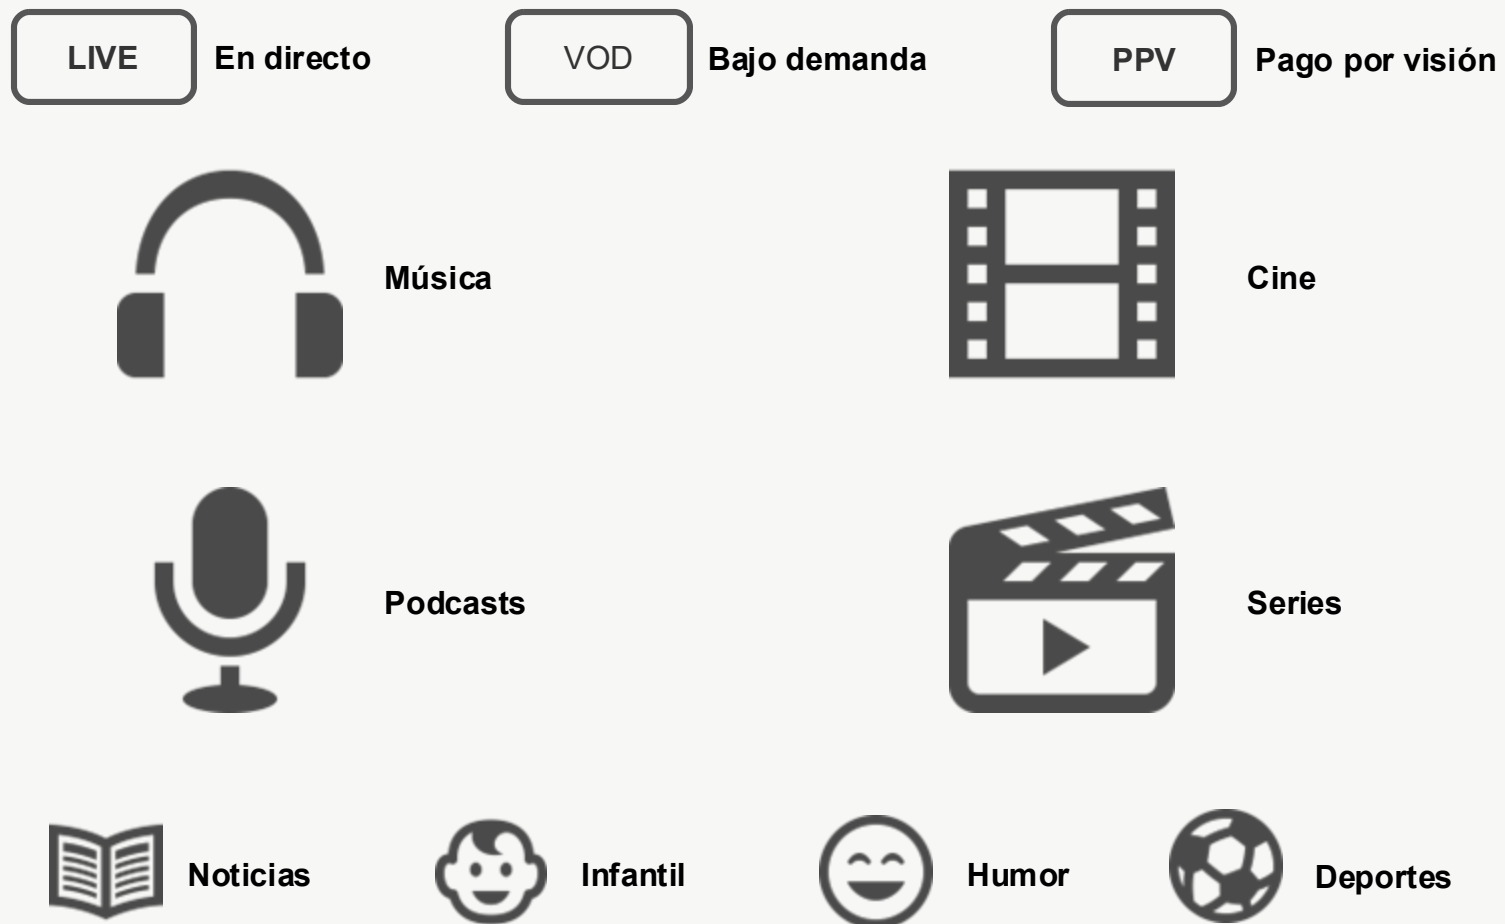 LIVE En directo VOD Bajo demanda PPV Pago por visión
Música Cine
Podcasts Series
Noticias Infantil Humor Deportes